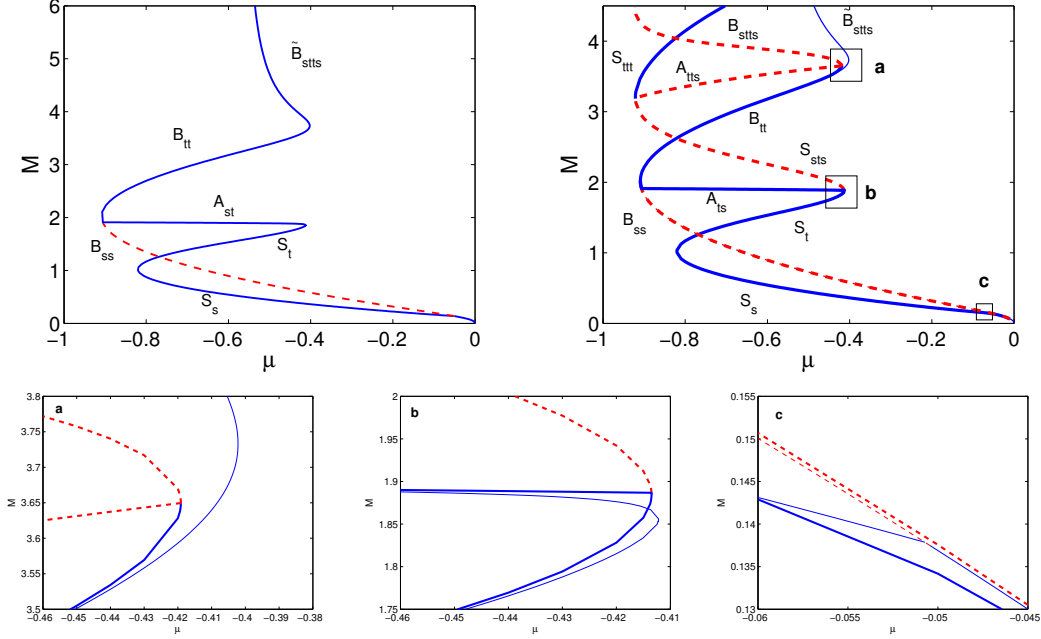 6
5
4
3
2
1
0
M
B̃stts
Btt
Ast
Bss
St
Ss
−1
−0.8
−0.6
−0.4
−0.2
0
μ
4
3
2
1
0
M
Bstts
B̃stts
Sttt
Atts
a
Btt
Ssts
b
Ats
Bss
St
c
Ss
−1
−0.8
−0.6
−0.4
−0.2
0
μ
3.8
3.75
3.7
3.65
3.6
3.55
3.5
M
a
−0.46
−0.45
−0.44
−0.43
−0.42
−0.41
−0.4
−0.39
−0.38
μ
2
1.95
1.9
1.85
1.8
1.75
M
b
−0.46
−0.45
−0.44
−0.43
−0.42
−0.41
μ
0.155
0.15
0.145
0.14
0.135
0.13
M
c
−0.06
−0.055
−0.05
−0.045
μ